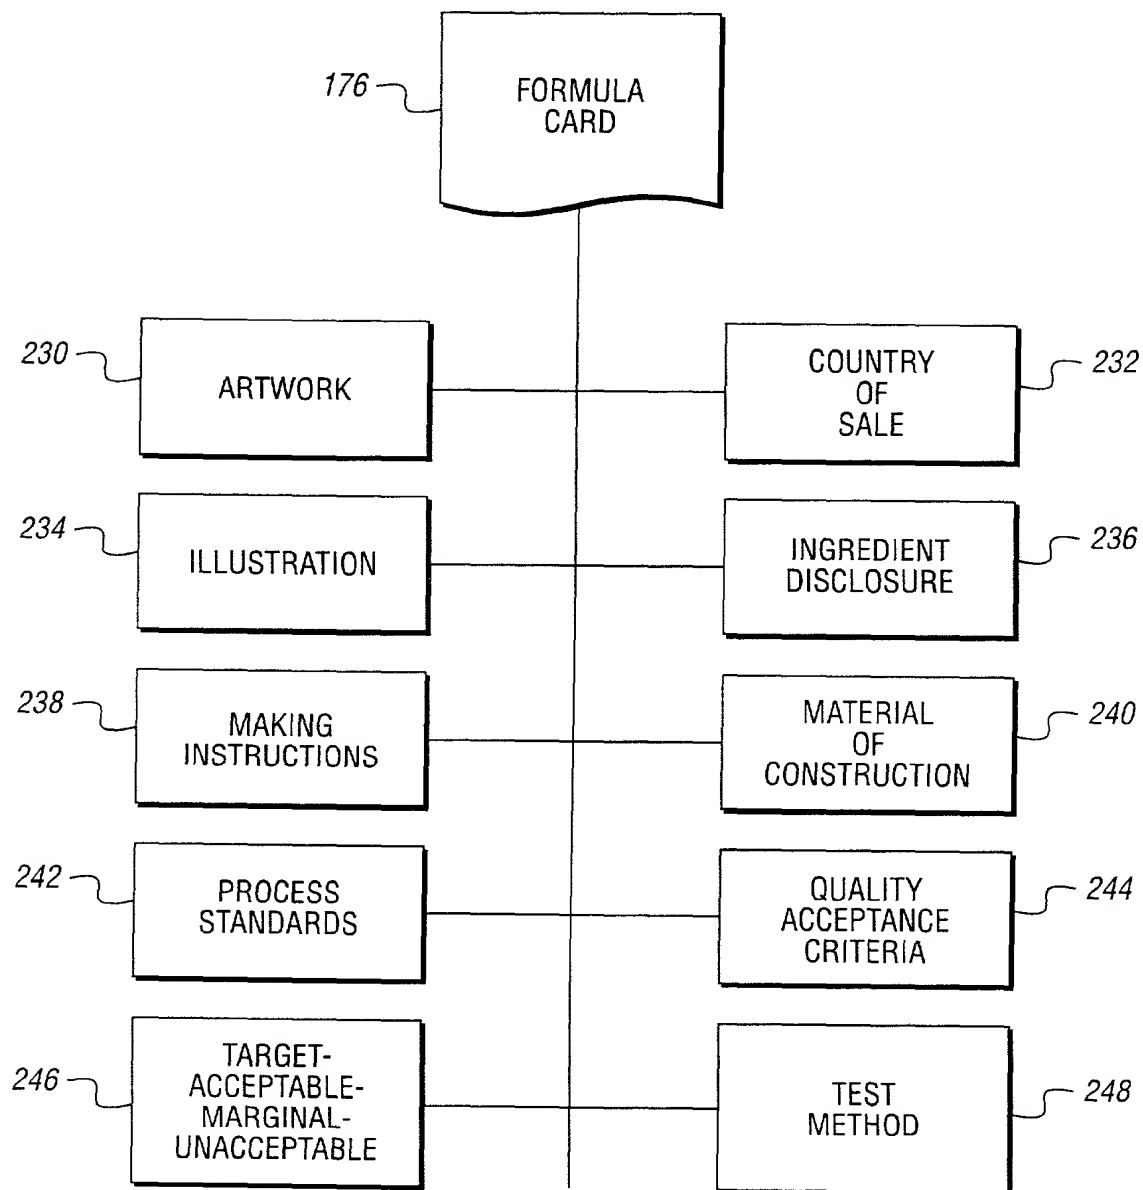 176
FORMULA
CARD
230
ARTWORK
COUNTRY
OF
SALE
232
234
ILLUSTRATION
INGREDIENT
DISCLOSURE
236
238
MAKING
INSTRUCTIONS
MATERIAL
OF
CONSTRUCTION
240
242
PROCESS
STANDARDS
QUALITY
ACCEPTANCE
CRITERIA
244
246
TARGET-
ACCEPTABLE-
MARGINAL-
UNACCEPTABLE
TEST
METHOD
248